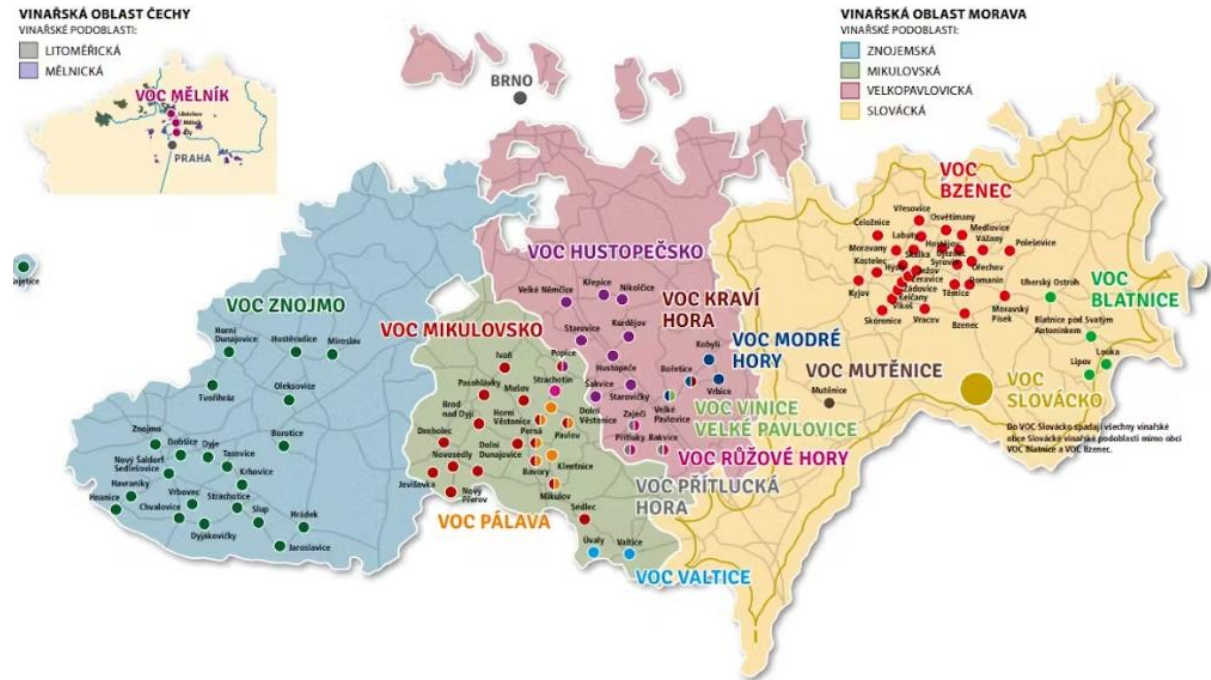 VINAŘSKÁ OBLAST ČECHY
VINAŘSKÉ PODOBLASTI:
LITOMĚŘICKÁ
MĚLNICKÁ
VOC MĚLNÍK
PRAHA
BRNO
VINAŘSKÁ OBLAST MORAVA
VINAŘSKÉ PODOBLASTI:
ZNOJEMSKÁ
MIKULOVSKÁ
VELKOPAVLOVICKÁ
SLOVÁCKÁ
VOC ZNOJMO
Horní
Dunajovice
Hostěradice
Miroslav
Tvořihráz
Oleksovice
Znojmo
Dobšice
Dyje
Tasovice
Borotice
Nový Šaldorf
Sedlešovice
Krhovice
Havraníky
Hnanice
Chvalovice
Vrbovec
Strachotice
Slup
Hrádek
Dyjákovičky
Jaroslavice
VOC MIKULOVSKO
Ivaň
Popice
Pasohlávky
Mušov
Strachotín
Brod
nad Dyjí
Horní
Věstonice
Dolní
Věstonice
Drnholec
Perná
Pavlov
Novosedly
Dolní
Dunajovice
Klentnice
Jevišovka
Bavory
Nový
Přerov
Mikulov
Sedlec
Úvaly
Valtice
VOC PÁLAVA
VOC VALTICE
VOC HUSTOPEČSKO
Křepice
Velké Němčice
Nikolčice
Starovice
Kurdějov
Hustopeče
Šakvice
Starovičky
Zaječí
Velké
Pavlovice
Přítluky
Rakvice
VOC KRAVÍ
HORA
Kobylí
Bořetice
Vrbice
VOC MODRÉ
HORY
VOC VINICE
VELKÉ PAVLOVICE
VOC RŮŽOVÉ HORY
VOC PŘÍTLUCKÁ
HORA
VOC MUTĚNICE
Mutěnice
VOC
BZENEC
Vřesovice
Čeložnice
Osvětimany
Labuty
Medlovice
Moravany
Vážany
Polešovice
Kostelec
Skalka
Syrovín
Ořechov
Žeravice
Domanín
Kyjov
Žádovice
Kelčany
Vlkoš
Těmice
Skoronice
Vracov
Bzenec
Moravský
Písek
Uherský Ostroh
VOC
BLATNICE
Blatnice pod Svatým
Antonínkem
Lipov
Louka
VOC
SLOVÁCKO
Do VOC Slovácko spadají všechny vinařské
obce Slovácké vinařské podoblasti mimo obcí
VOC Blatnice a VOC Bzenec.